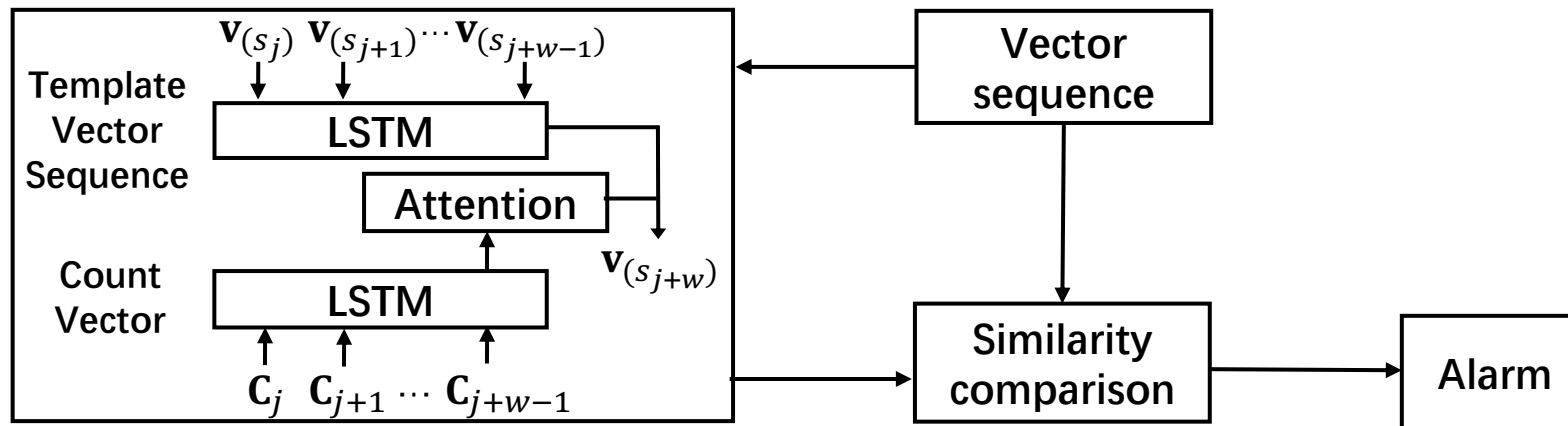 𝐯(s_j) 𝐯(s_{j+1}) ⋯ 𝐯(s_{j+w−1})
Template
Vector
Sequence
LSTM
Attention
𝐯(s_{j+w})
Count
Vector
LSTM
𝐂_j 𝐂_{j+1} ⋯ 𝐂_{j+w−1}
Vector
sequence
Similarity
comparison
Alarm